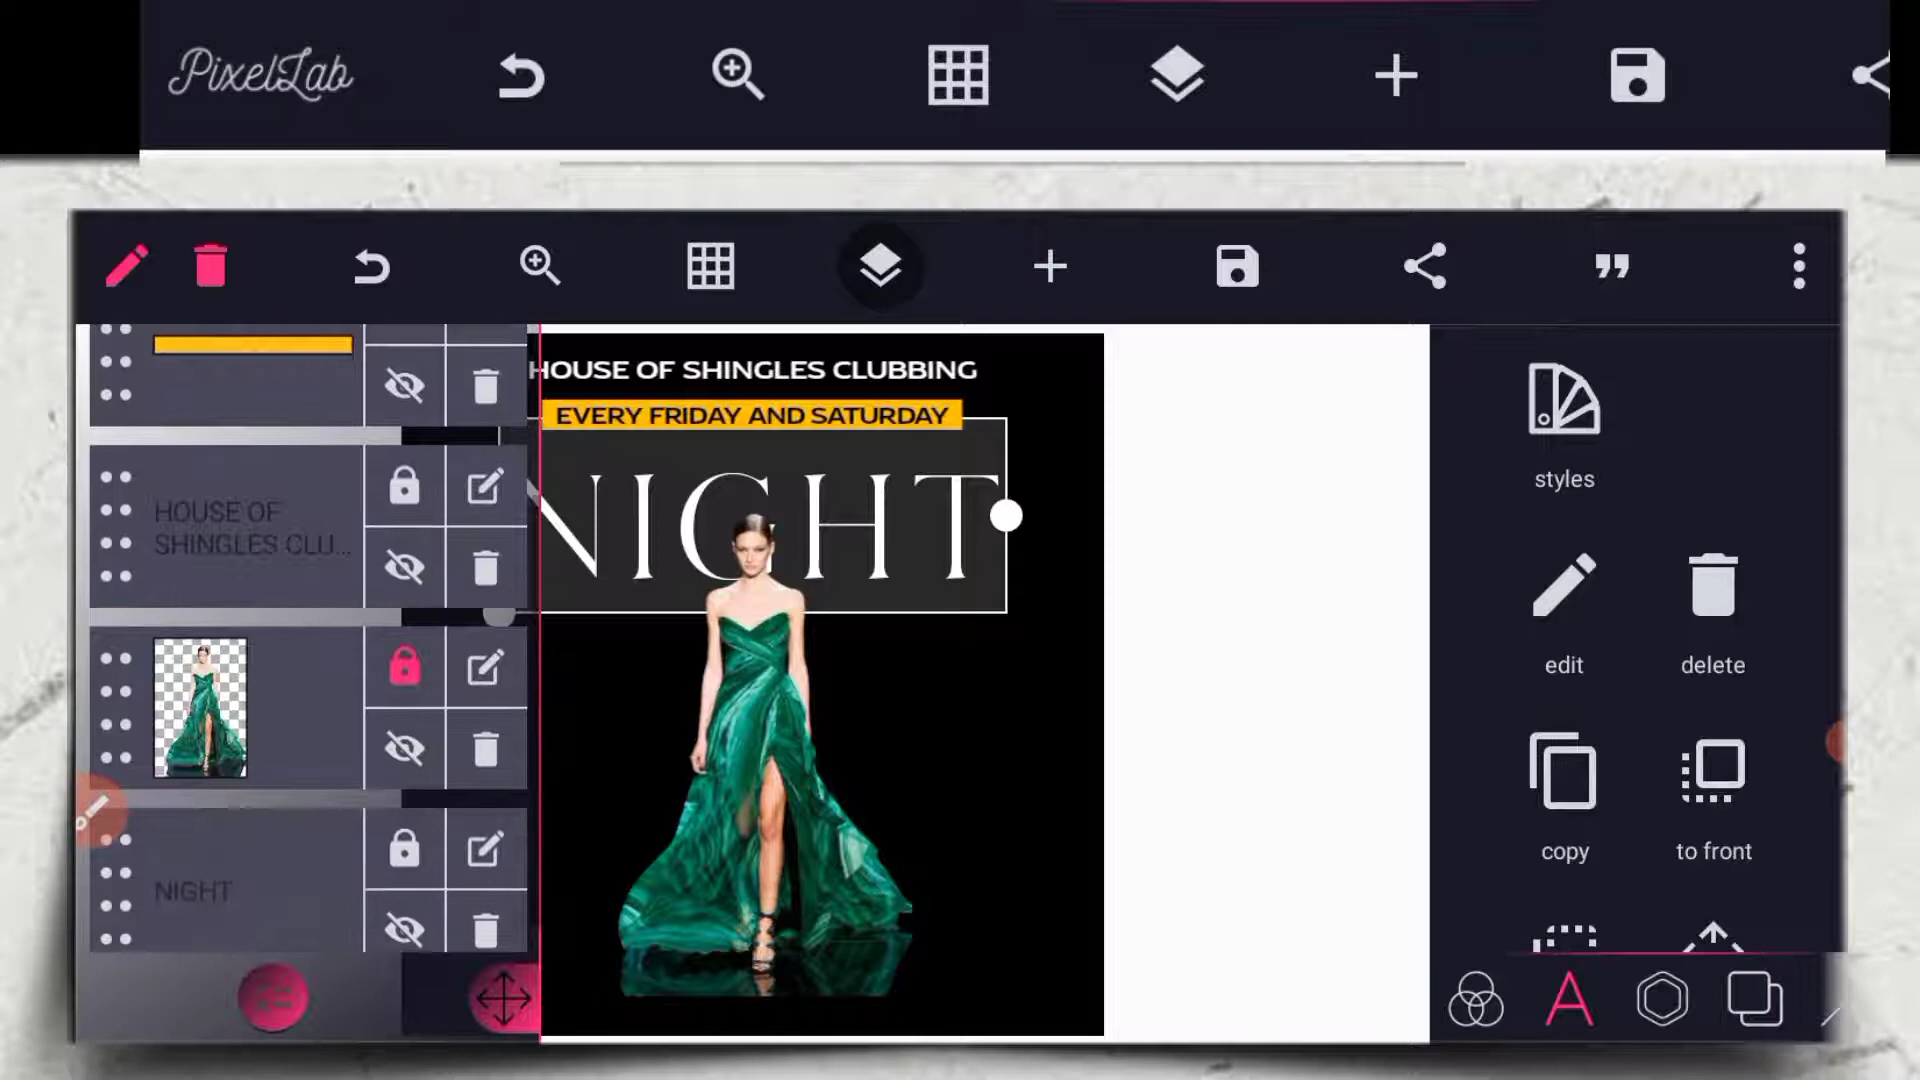 PixelLab
HOUSE OF SHINGLES CLUBBING
EVERY FRIDAY AND SATURDAY
NIGHT
HOUSE OF
SHINGLES CLU...
NIGHT
styles
edit
delete
copy
to front